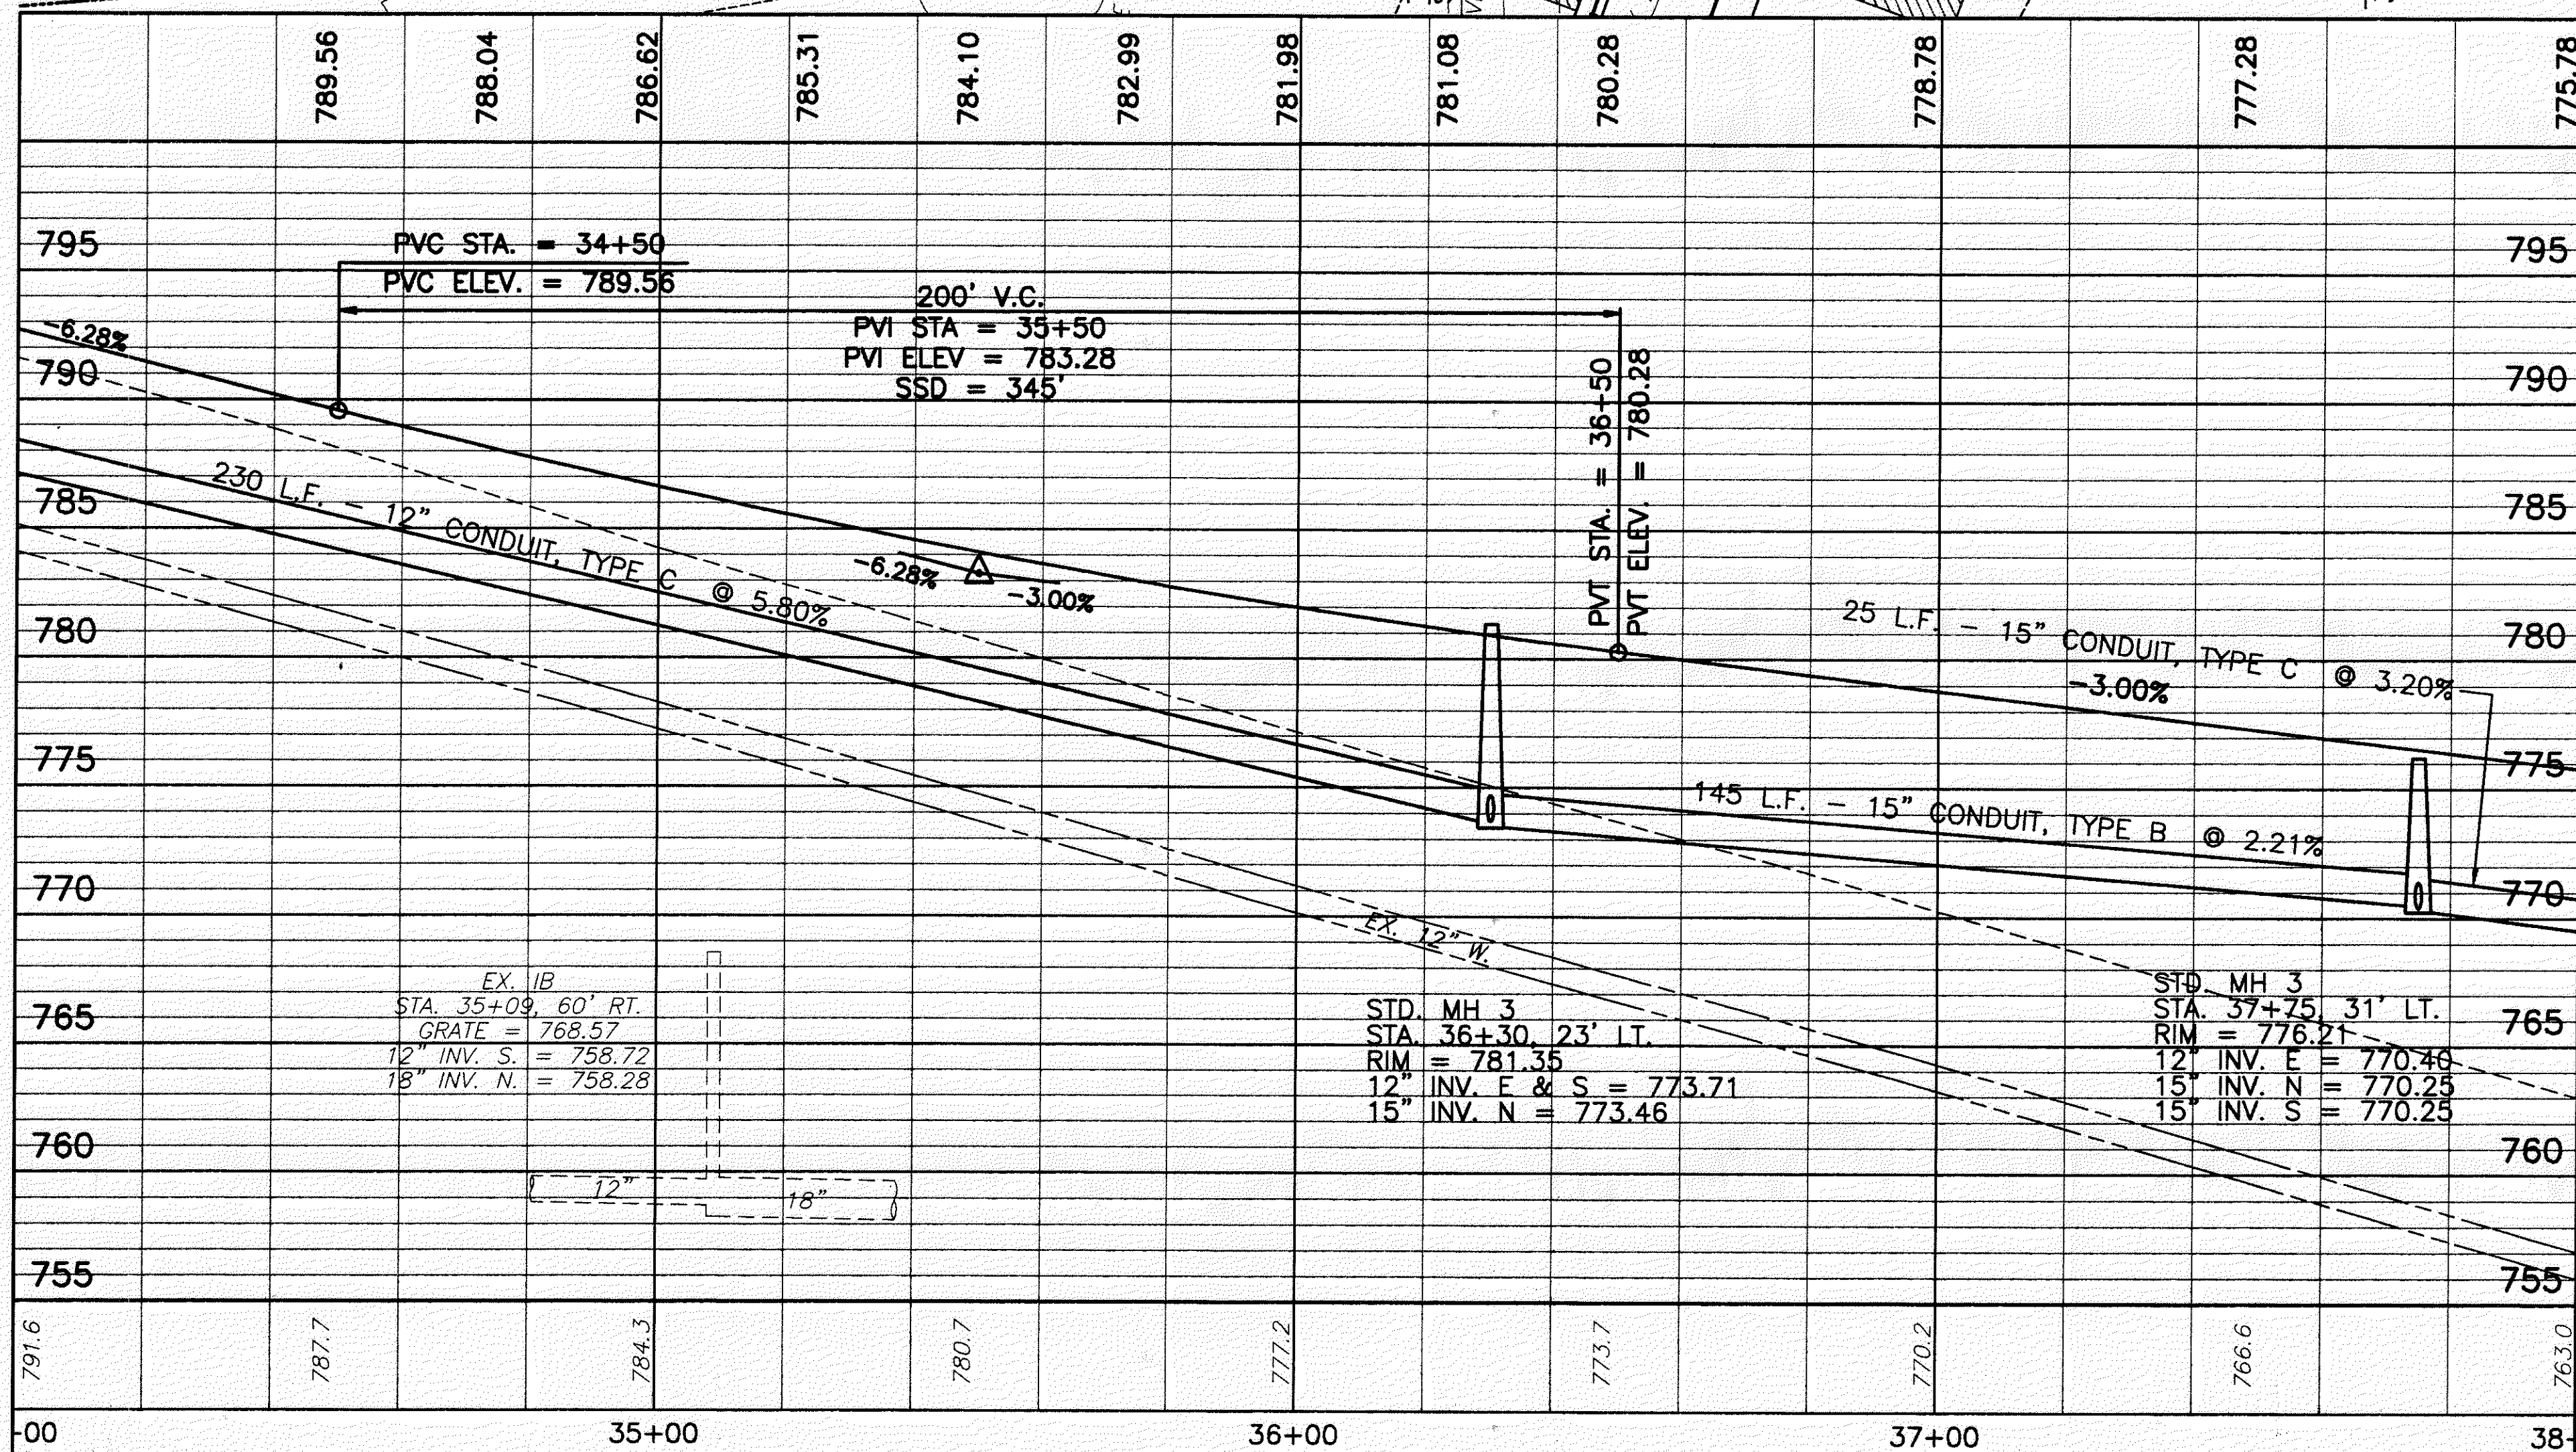 789.56
788.04
786.62
785.31
784.10
782.99
781.98
781.08
780.28
778.78
777.28
775.78
795
795
PVC STA. = 34+50
PVC ELEV. = 789.56
200' V.C.
PVI STA = 35+50
PVI ELEV = 783.28
SSD = 345'
-6.28%
790
790
PVT STA. = 36+50
PVT ELEV. = 780.28
785
785
230 L.F. - 12" CONDUIT, TYPE C @ 5.80%
-6.28%
-3.00%
780
780
25 L.F. - 15" CONDUIT, TYPE C @ 3.20%
-3.00%
775
775
145 L.F. - 15" CONDUIT, TYPE B @ 2.21%
770
770
EX. 12" W.
EX. IB
STA. 35+09, 60' RT.
GRATE = 768.57
12" INV. S. = 758.72
18" INV. N. = 758.28
765
765
STD. MH 3
STA. 36+30, 23' LT.
RIM = 781.35
12" INV. E & S = 773.71
15" INV. N = 773.46
STD. MH 3
STA. 37+75, 31' LT.
RIM = 776.21
12" INV. E = 770.40
15" INV. N = 770.25
15" INV. S = 770.25
760
760
12"
18"
755
755
791.6
787.7
784.3
780.7
777.2
773.7
770.2
766.6
763.0
-00
35+00
36+00
37+00
38-